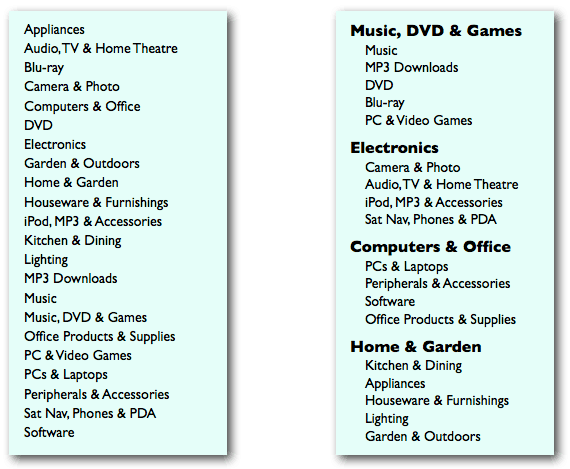 Appliances
Audio, TV & Home Theatre
Blu-ray
Camera & Photo
Computers & Office
DVD
Electronics
Garden & Outdoors
Home & Garden
Houseware & Furnishings
iPod, MP3 & Accessories
Kitchen & Dining
Lighting
MP3 Downloads
Music
Music, DVD & Games
Office Products & Supplies
PC & Video Games
PCs & Laptops
Peripherals & Accessories
Sat Nav, Phones & PDA
Software
Music, DVD & Games
Music
MP3 Downloads
DVD
Blu-ray
PC & Video Games
Electronics
Camera & Photo
Audio, TV & Home Theatre
iPod, MP3 & Accessories
Sat Nav, Phones & PDA
Computers & Office
PCs & Laptops
Peripherals & Accessories
Software
Office Products & Supplies
Home & Garden
Kitchen & Dining
Appliances
Houseware & Furnishings
Lighting
Garden & Outdoors